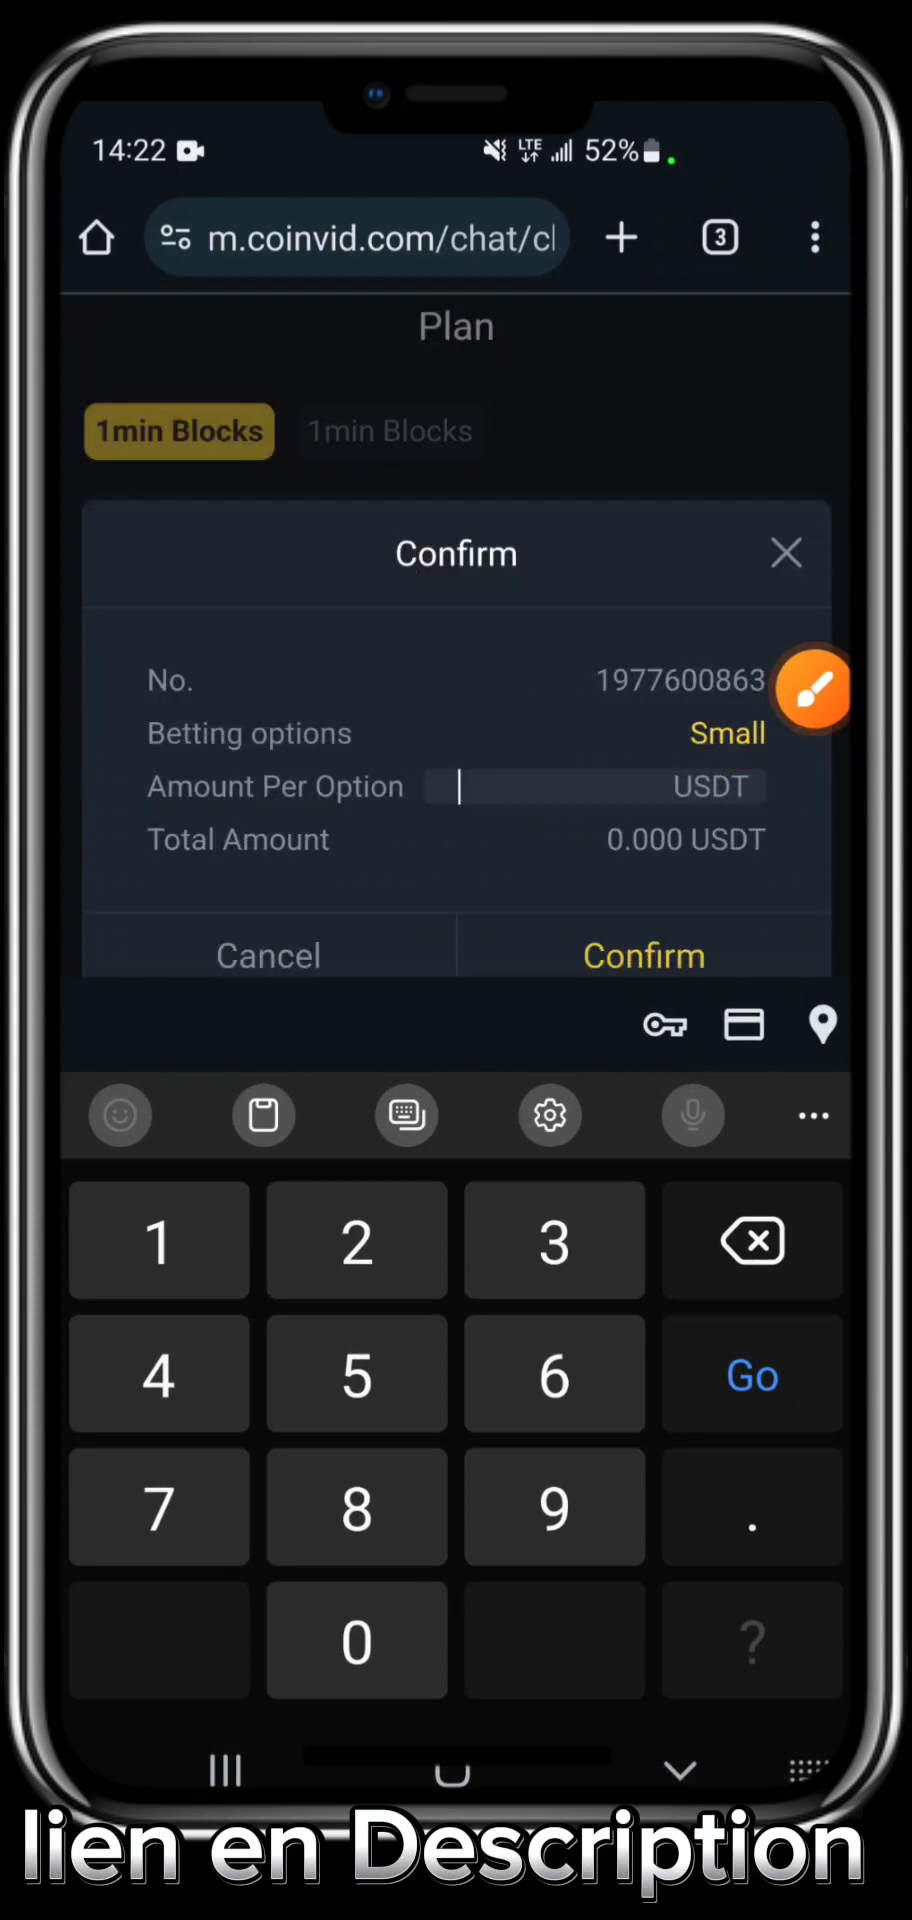 14:22 LTE 52%
m.coinvid.com/chat/cl 3
Plan
1min Blocks 1min Blocks
Confirm
No. 1977600863
Betting options Small
Amount Per Option USDT
Total Amount 0.000 USDT
Cancel Confirm
1 2 3
4 5 6 Go
7 8 9 .
0 ?
lien en Description